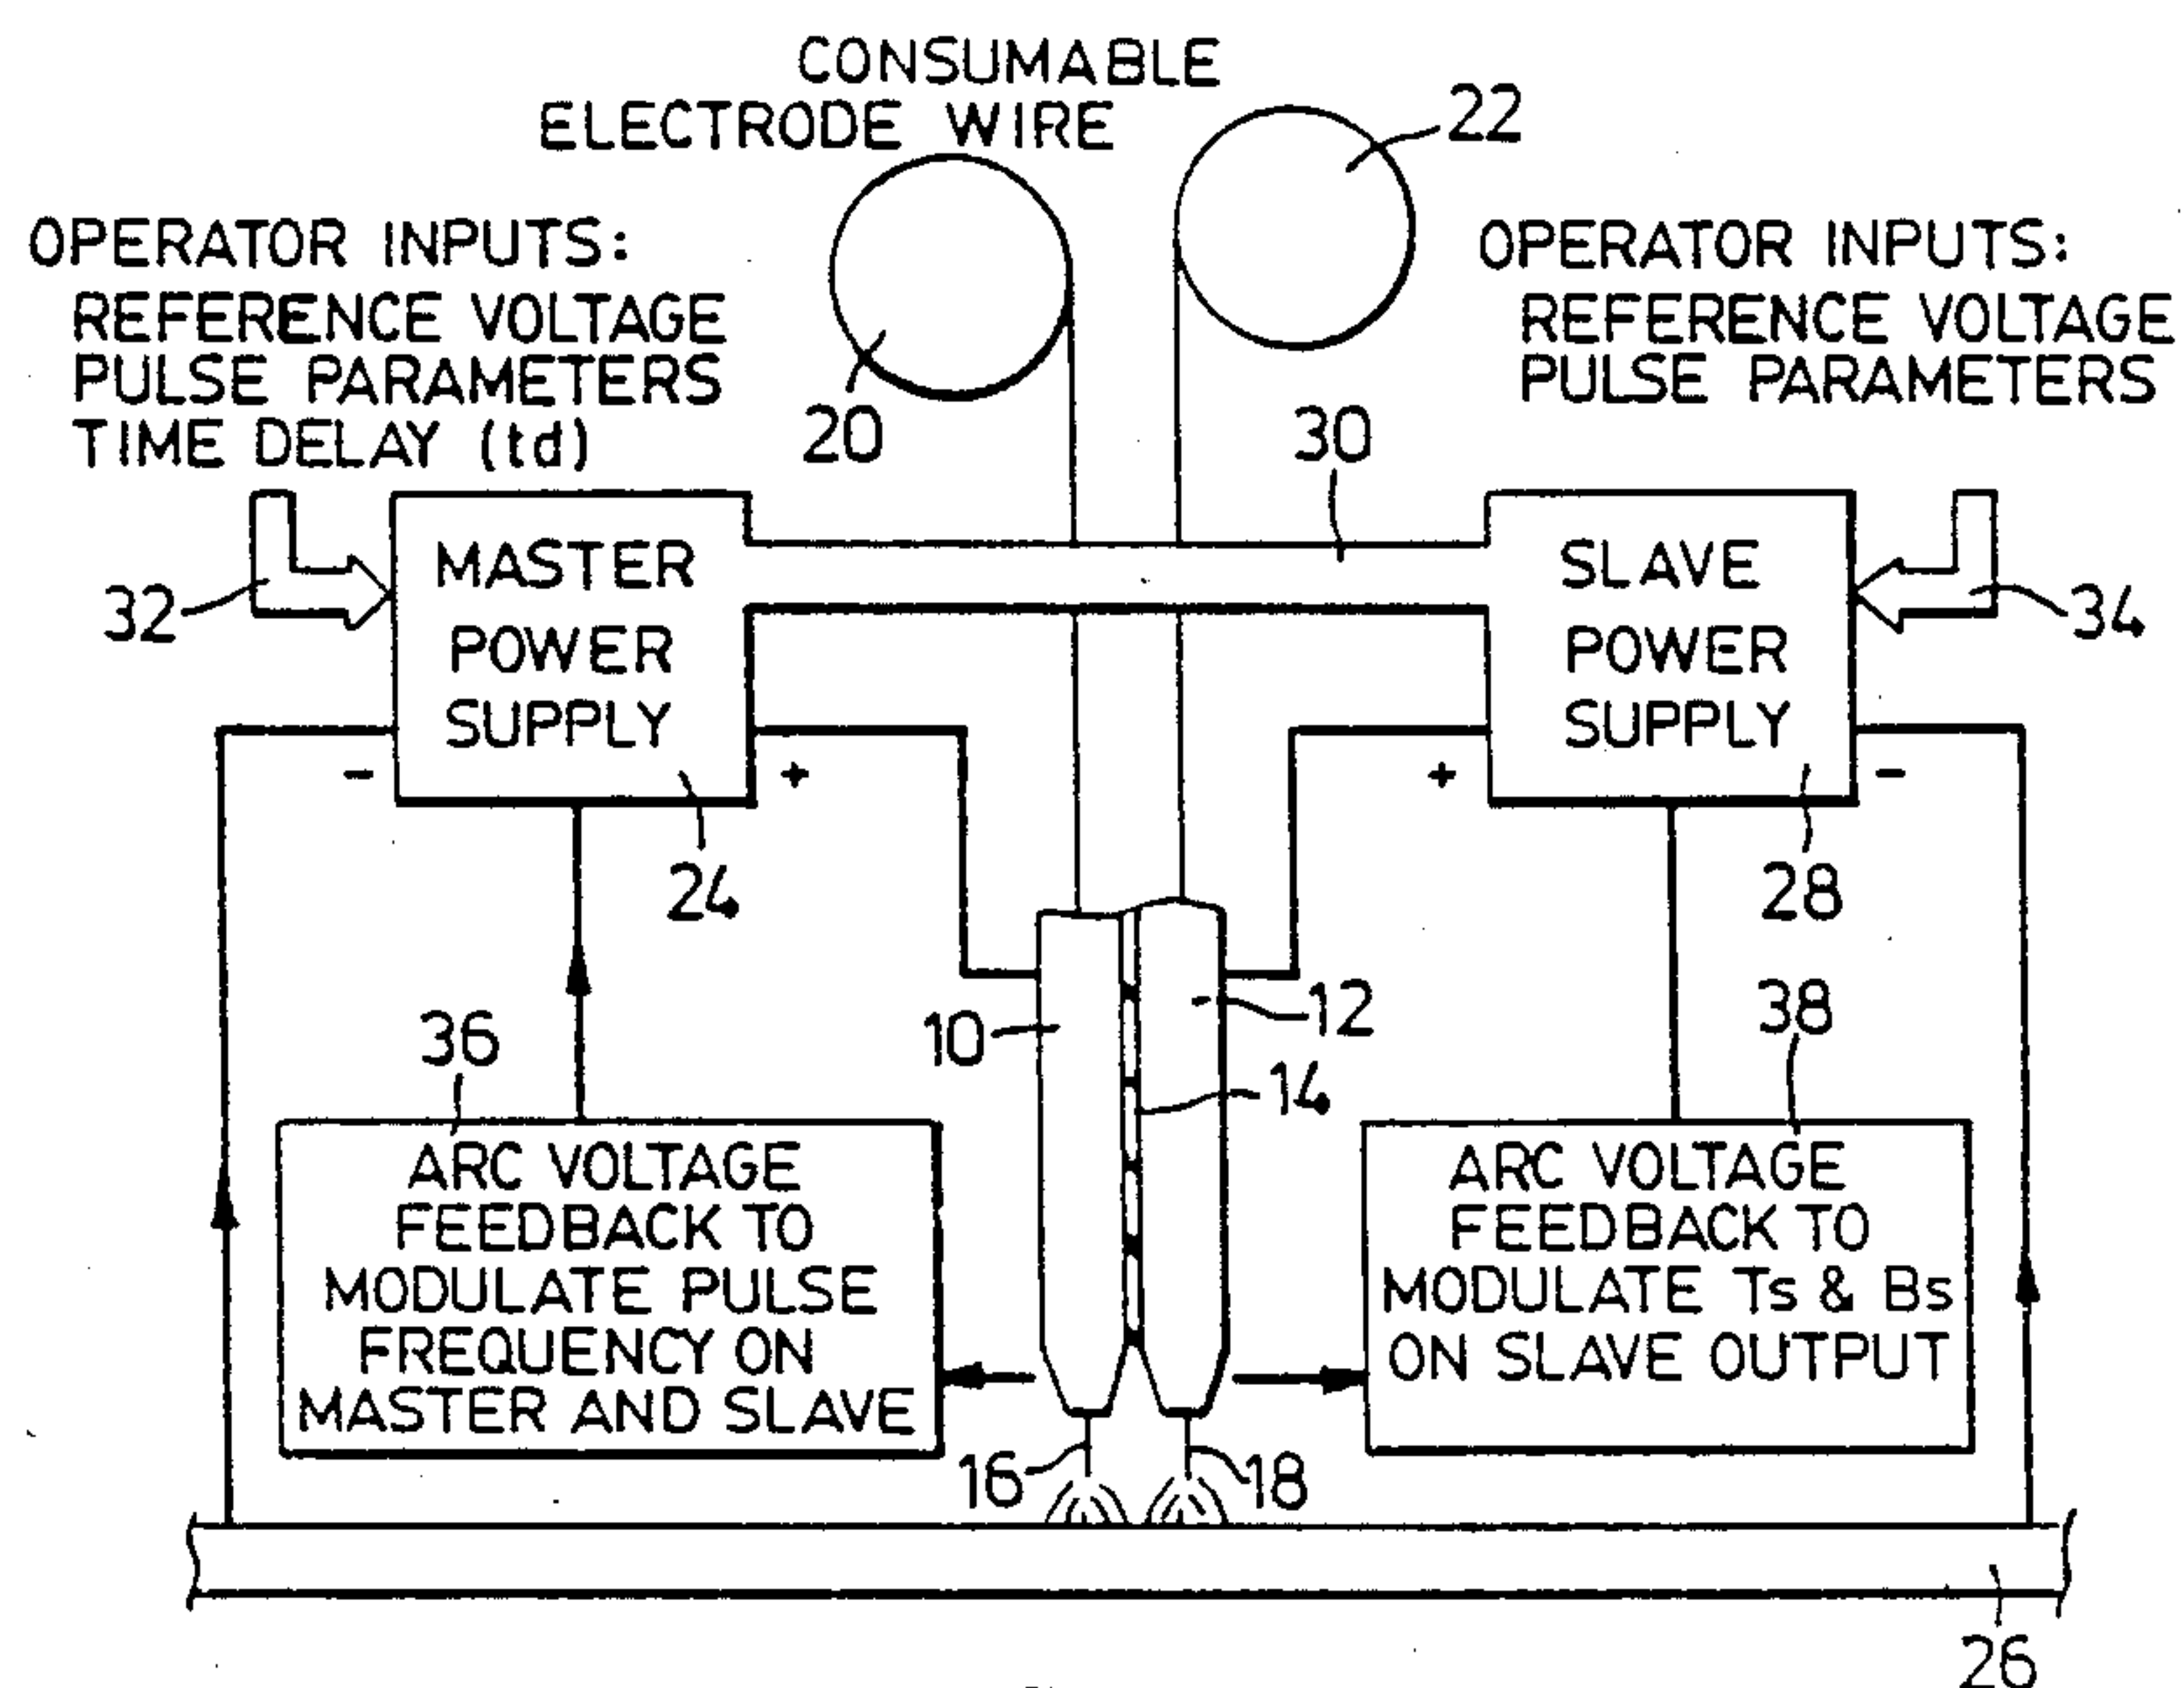 CONSUMABLE
ELECTRODE WIRE
22
OPERATOR INPUTS:
REFERENCE VOLTAGE
PULSE PARAMETERS
TIME DELAY (td)
OPERATOR INPUTS:
REFERENCE VOLTAGE
PULSE PARAMETERS
20
30
32
MASTER
POWER
SUPPLY
SLAVE
POWER
SUPPLY
34
-
+
+
-
24
28
10
12
14
36
38
ARC VOLTAGE
FEEDBACK TO
MODULATE PULSE
FREQUENCY ON
MASTER AND SLAVE
ARC VOLTAGE
FEEDBACK TO
MODULATE Ts & Bs
ON SLAVE OUTPUT
16
18
26